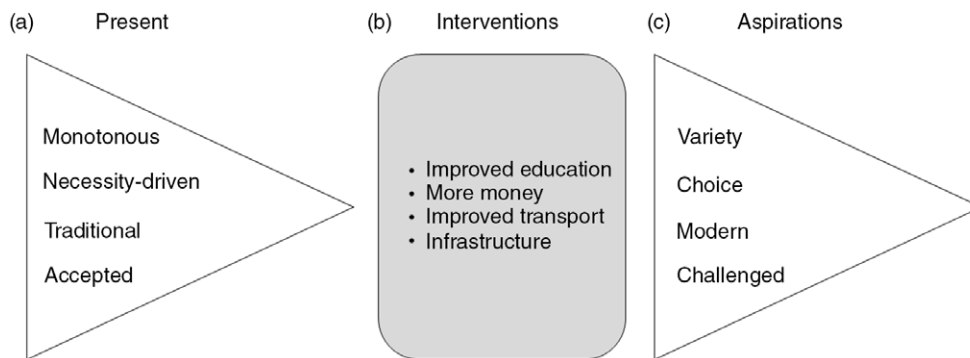 (a) Present
Monotonous
Necessity-driven
Traditional
Accepted
(b) Interventions
• Improved education
• More money
• Improved transport
• Infrastructure
(c) Aspirations
Variety
Choice
Modern
Challenged